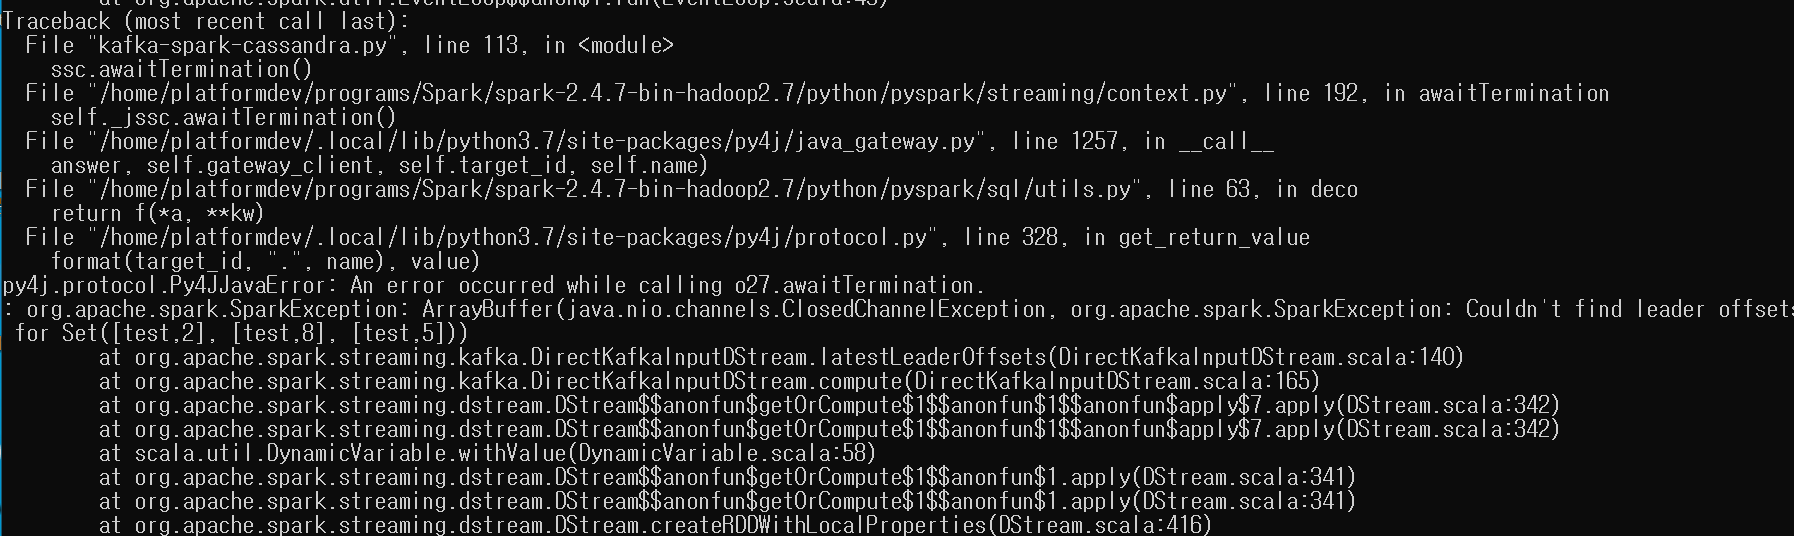 at org.apache.spark.util.EventLoop$$anon$1.run(EventLoop.scala:43)
Traceback (most recent call last):
File "kafka-spark-cassandra.py", line 113, in <module>
ssc.awaitTermination()
File "/home/platformdev/programs/Spark/spark-2.4.7-bin-hadoop2.7/python/pyspark/streaming/context.py", line 192, in awaitTermination
self._jssc.awaitTermination()
File "/home/platformdev/.local/lib/python3.7/site-packages/py4j/java_gateway.py", line 1257, in __call__
answer, self.gateway_client, self.target_id, self.name)
File "/home/platformdev/programs/Spark/spark-2.4.7-bin-hadoop2.7/python/pyspark/sql/utils.py", line 63, in deco
return f(*a, **kw)
File "/home/platformdev/.local/lib/python3.7/site-packages/py4j/protocol.py", line 328, in get_return_value
format(target_id, ".", name), value)
py4j.protocol.Py4JJavaError: An error occurred while calling o27.awaitTermination.
: org.apache.spark.SparkException: ArrayBuffer(java.nio.channels.ClosedChannelException, org.apache.spark.SparkException: Couldn't find leader offsets
for Set([test,2], [test,8], [test,5]))
at org.apache.spark.streaming.kafka.DirectKafkaInputDStream.latestLeaderOffsets(DirectKafkaInputDStream.scala:140)
at org.apache.spark.streaming.kafka.DirectKafkaInputDStream.compute(DirectKafkaInputDStream.scala:165)
at org.apache.spark.streaming.dstream.DStream$$anonfun$getOrCompute$1$$anonfun$1$$anonfun$apply$7.apply(DStream.scala:342)
at org.apache.spark.streaming.dstream.DStream$$anonfun$getOrCompute$1$$anonfun$1$$anonfun$apply$7.apply(DStream.scala:342)
at scala.util.DynamicVariable.withValue(DynamicVariable.scala:58)
at org.apache.spark.streaming.dstream.DStream$$anonfun$getOrCompute$1$$anonfun$1.apply(DStream.scala:341)
at org.apache.spark.streaming.dstream.DStream$$anonfun$getOrCompute$1$$anonfun$1.apply(DStream.scala:341)
at org.apache.spark.streaming.dstream.DStream.createRDDWithLocalProperties(DStream.scala:416)